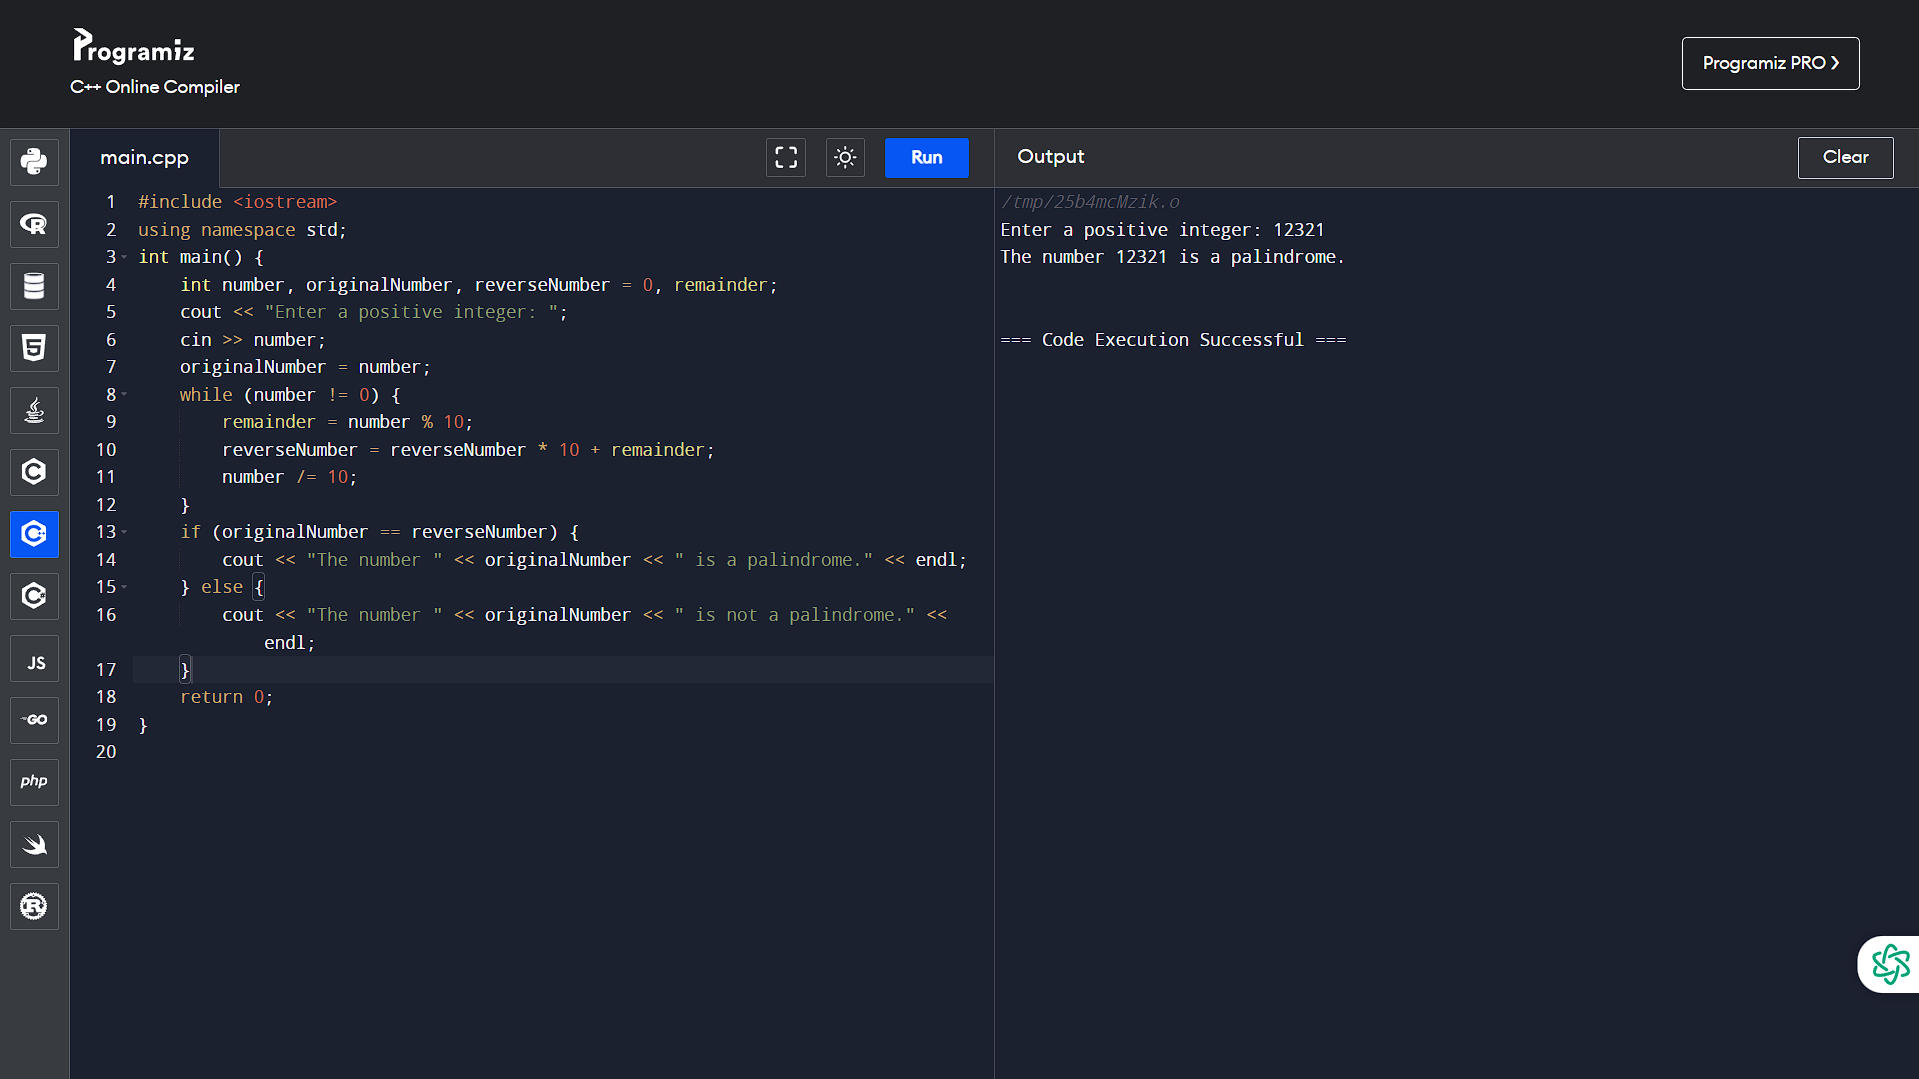 Programiz
C++ Online Compiler
Programiz PRO ❯
main.cpp
Run
Output
Clear
1 #include <iostream>
2 using namespace std;
3 int main() {
4     int number, originalNumber, reverseNumber = 0, remainder;
5     cout << "Enter a positive integer: ";
6     cin >> number;
7     originalNumber = number;
8     while (number != 0) {
9         remainder = number % 10;
10         reverseNumber = reverseNumber * 10 + remainder;
11         number /= 10;
12     }
13     if (originalNumber == reverseNumber) {
14         cout << "The number " << originalNumber << " is a palindrome." << endl;
15     } else {
16         cout << "The number " << originalNumber << " is not a palindrome." <<
            endl;
17     }
18     return 0;
19 }
20
/tmp/25b4mcMzik.o
Enter a positive integer: 12321
The number 12321 is a palindrome.
=== Code Execution Successful ===
R
5
C
C++
C#
JS
GO
php
R